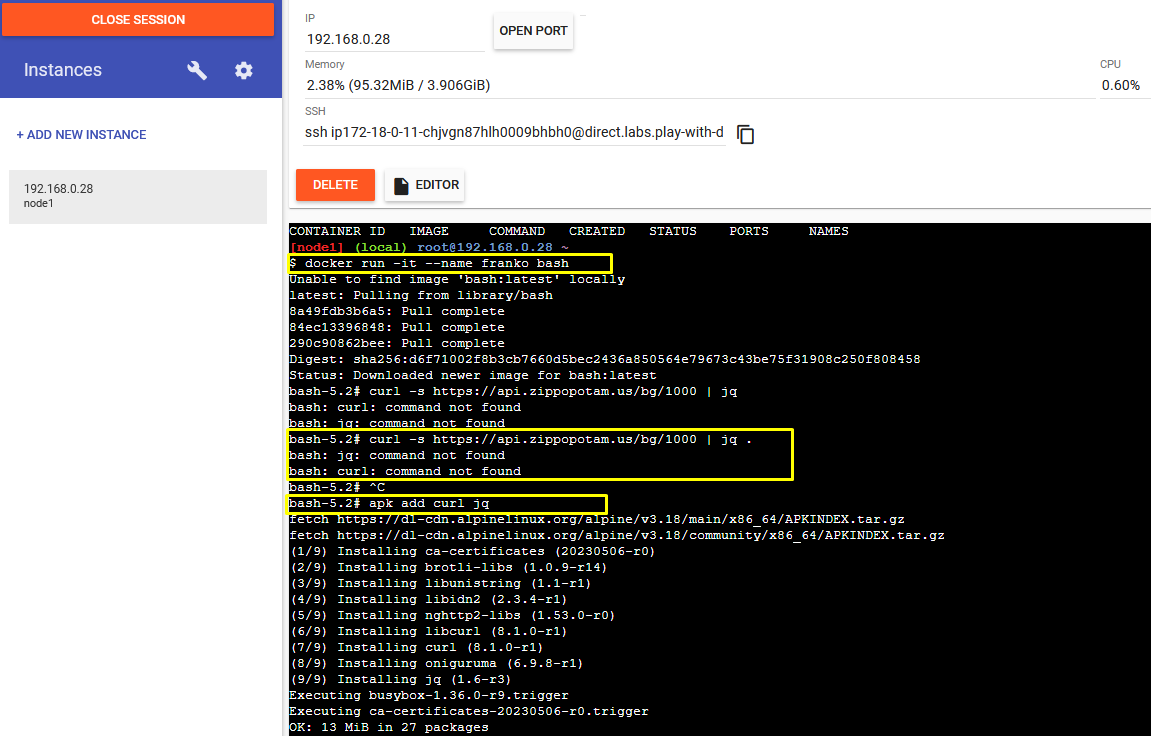 CLOSE SESSION
Instances
+ ADD NEW INSTANCE
192.168.0.28
node1
IP
192.168.0.28
OPEN PORT
Memory
2.38% (95.32MiB / 3.906GiB)
CPU
0.60%
SSH
ssh ip172-18-0-11-chjvgn87hlh0009bhbh0@direct.labs.play-with-d
DELETE
EDITOR
CONTAINER ID   IMAGE     COMMAND   CREATED   STATUS    PORTS     NAMES
[node1] (local) root@192.168.0.28 ~
$ docker run -it --name franko bash
Unable to find image 'bash:latest' locally
latest: Pulling from library/bash
8a49fdb3b6a5: Pull complete
84ec13396848: Pull complete
290c90862bee: Pull complete
Digest: sha256:d6f71002f8b3cb7660d5bec2436a850564e79673c43be75f31908c250f808458
Status: Downloaded newer image for bash:latest
bash-5.2# curl -s https://api.zippopotam.us/bg/1000 | jq
bash: curl: command not found
bash: jq: command not found
bash-5.2# curl -s https://api.zippopotam.us/bg/1000 | jq .
bash: jq: command not found
bash: curl: command not found
bash-5.2# ^C
bash-5.2# apk add curl jq
fetch https://dl-cdn.alpinelinux.org/alpine/v3.18/main/x86_64/APKINDEX.tar.gz
fetch https://dl-cdn.alpinelinux.org/alpine/v3.18/community/x86_64/APKINDEX.tar.gz
(1/9) Installing ca-certificates (20230506-r0)
(2/9) Installing brotli-libs (1.0.9-r14)
(3/9) Installing libunistring (1.1-r1)
(4/9) Installing libidn2 (2.3.4-r1)
(5/9) Installing nghttp2-libs (1.53.0-r0)
(6/9) Installing libcurl (8.1.0-r1)
(7/9) Installing curl (8.1.0-r1)
(8/9) Installing oniguruma (6.9.8-r1)
(9/9) Installing jq (1.6-r3)
Executing busybox-1.36.0-r9.trigger
Executing ca-certificates-20230506-r0.trigger
OK: 13 MiB in 27 packages